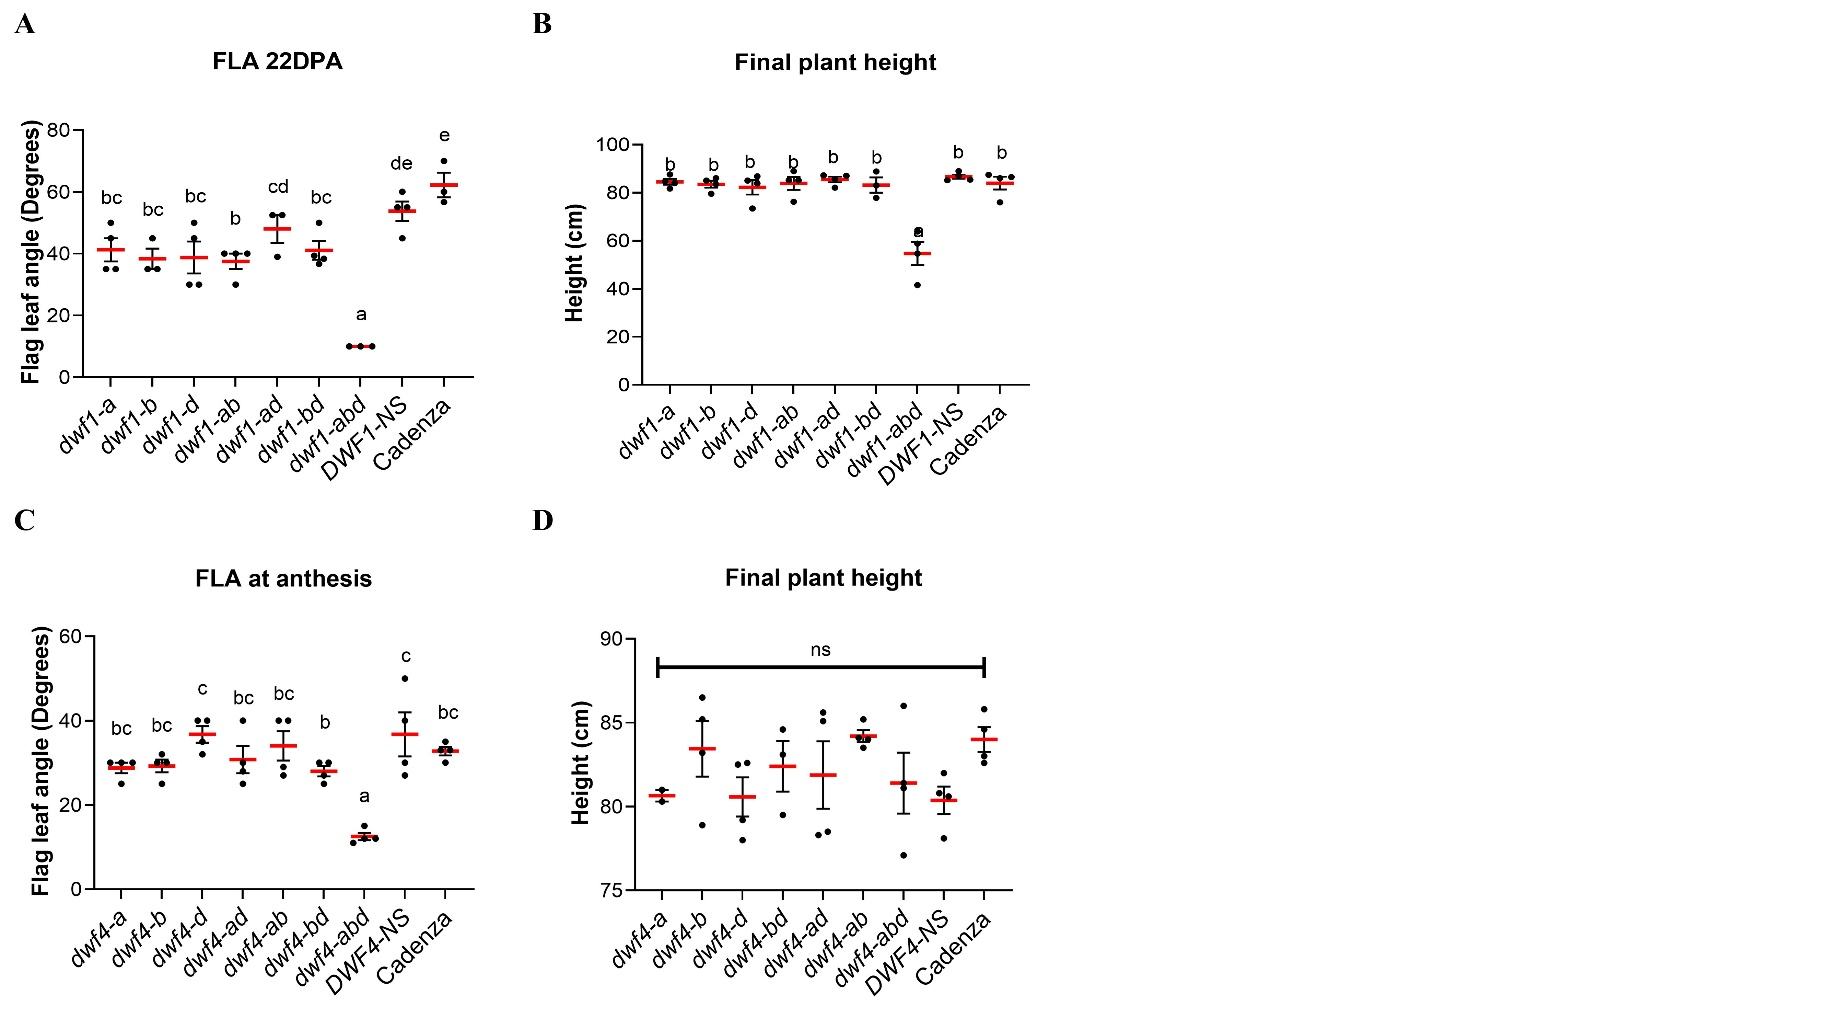 A
FLA 22DPA
Flag leaf angle (Degrees)
80
60
40
20
0
bc
bc
bc
b
cd
bc
a
de
e
dwf1-a
dwf1-b
dwf1-d
dwf1-ab
dwf1-ad
dwf1-bd
dwf1-abd
DWF1-NS
Cadenza
B
Final plant height
Height (cm)
100
80
60
40
20
0
b
b
b
b
b
b
a
b
b
dwf1-a
dwf1-b
dwf1-d
dwf1-ab
dwf1-ad
dwf1-bd
dwf1-abd
DWF1-NS
Cadenza
C
FLA at anthesis
Flag leaf angle (Degrees)
60
40
20
0
bc
bc
c
bc
bc
b
a
c
bc
dwf4-a
dwf4-b
dwf4-d
dwf4-ad
dwf4-ab
dwf4-bd
dwf4-abd
DWF4-NS
Cadenza
D
Final plant height
Height (cm)
90
85
80
75
ns
dwf4-a
dwf4-b
dwf4-d
dwf4-bd
dwf4-ad
dwf4-ab
dwf4-abd
DWF4-NS
Cadenza